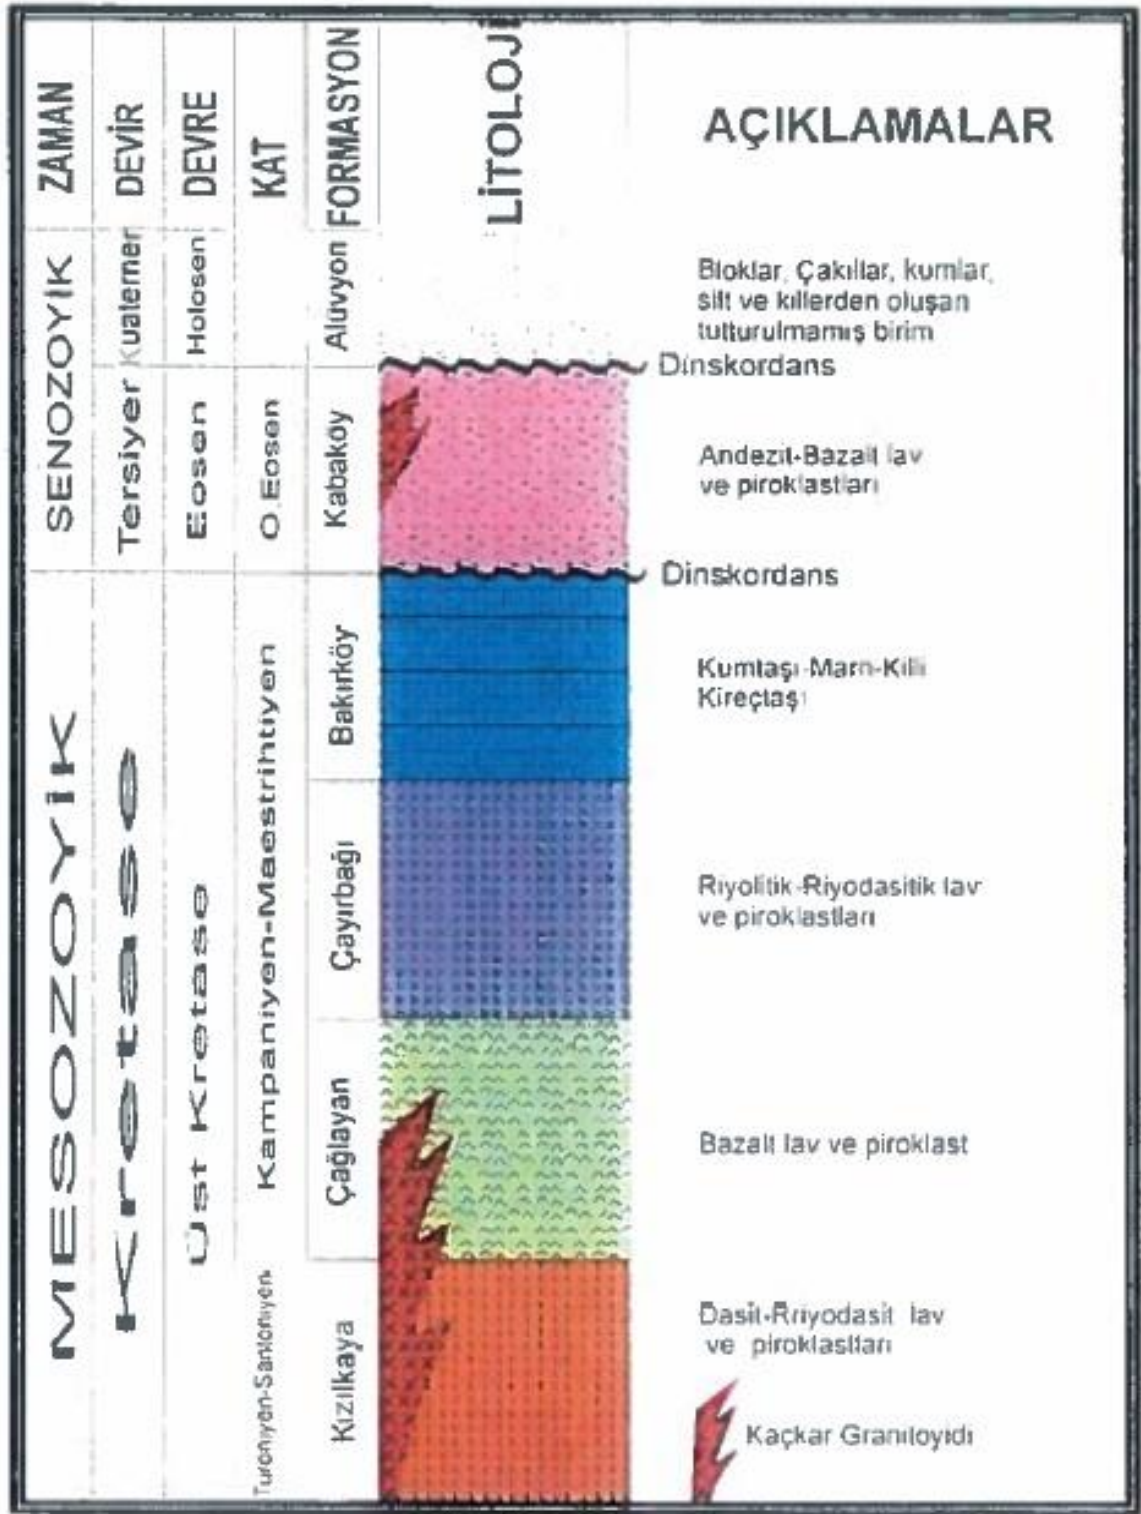 ZAMAN
DEVİR
DEVRE
KAT
FORMASYON
LİTOLOJİ
AÇIKLAMALAR
SENOZOYİK
Kuaterner
Holosen
Alüvyon
Bloklar, Çakıllar, kumlar,
silt ve killerden oluşan
tutturulmamış birim
Dinskordans
Tersiyer
Eosen
O.Eosen
Kabaköy
Andezit-Bazalt lav
ve piroklastları
Dinskordans
MESOZOYİK
Kretase
Üst Kretase
Kampaniyen-Maestrihtiyen
Bakırköy
Kumtaşı-Marn-Killi
Kireçtaşı
Çayırbağı
Riyolitik-Riyodasitik lav
ve piroklastları
Çağlayan
Bazalt lav ve piroklast
Turoniyen-Santoniyen
Kızılkaya
Dasit-Rriyodasit lav
ve piroklastları
Kaçkar Granitoyidi